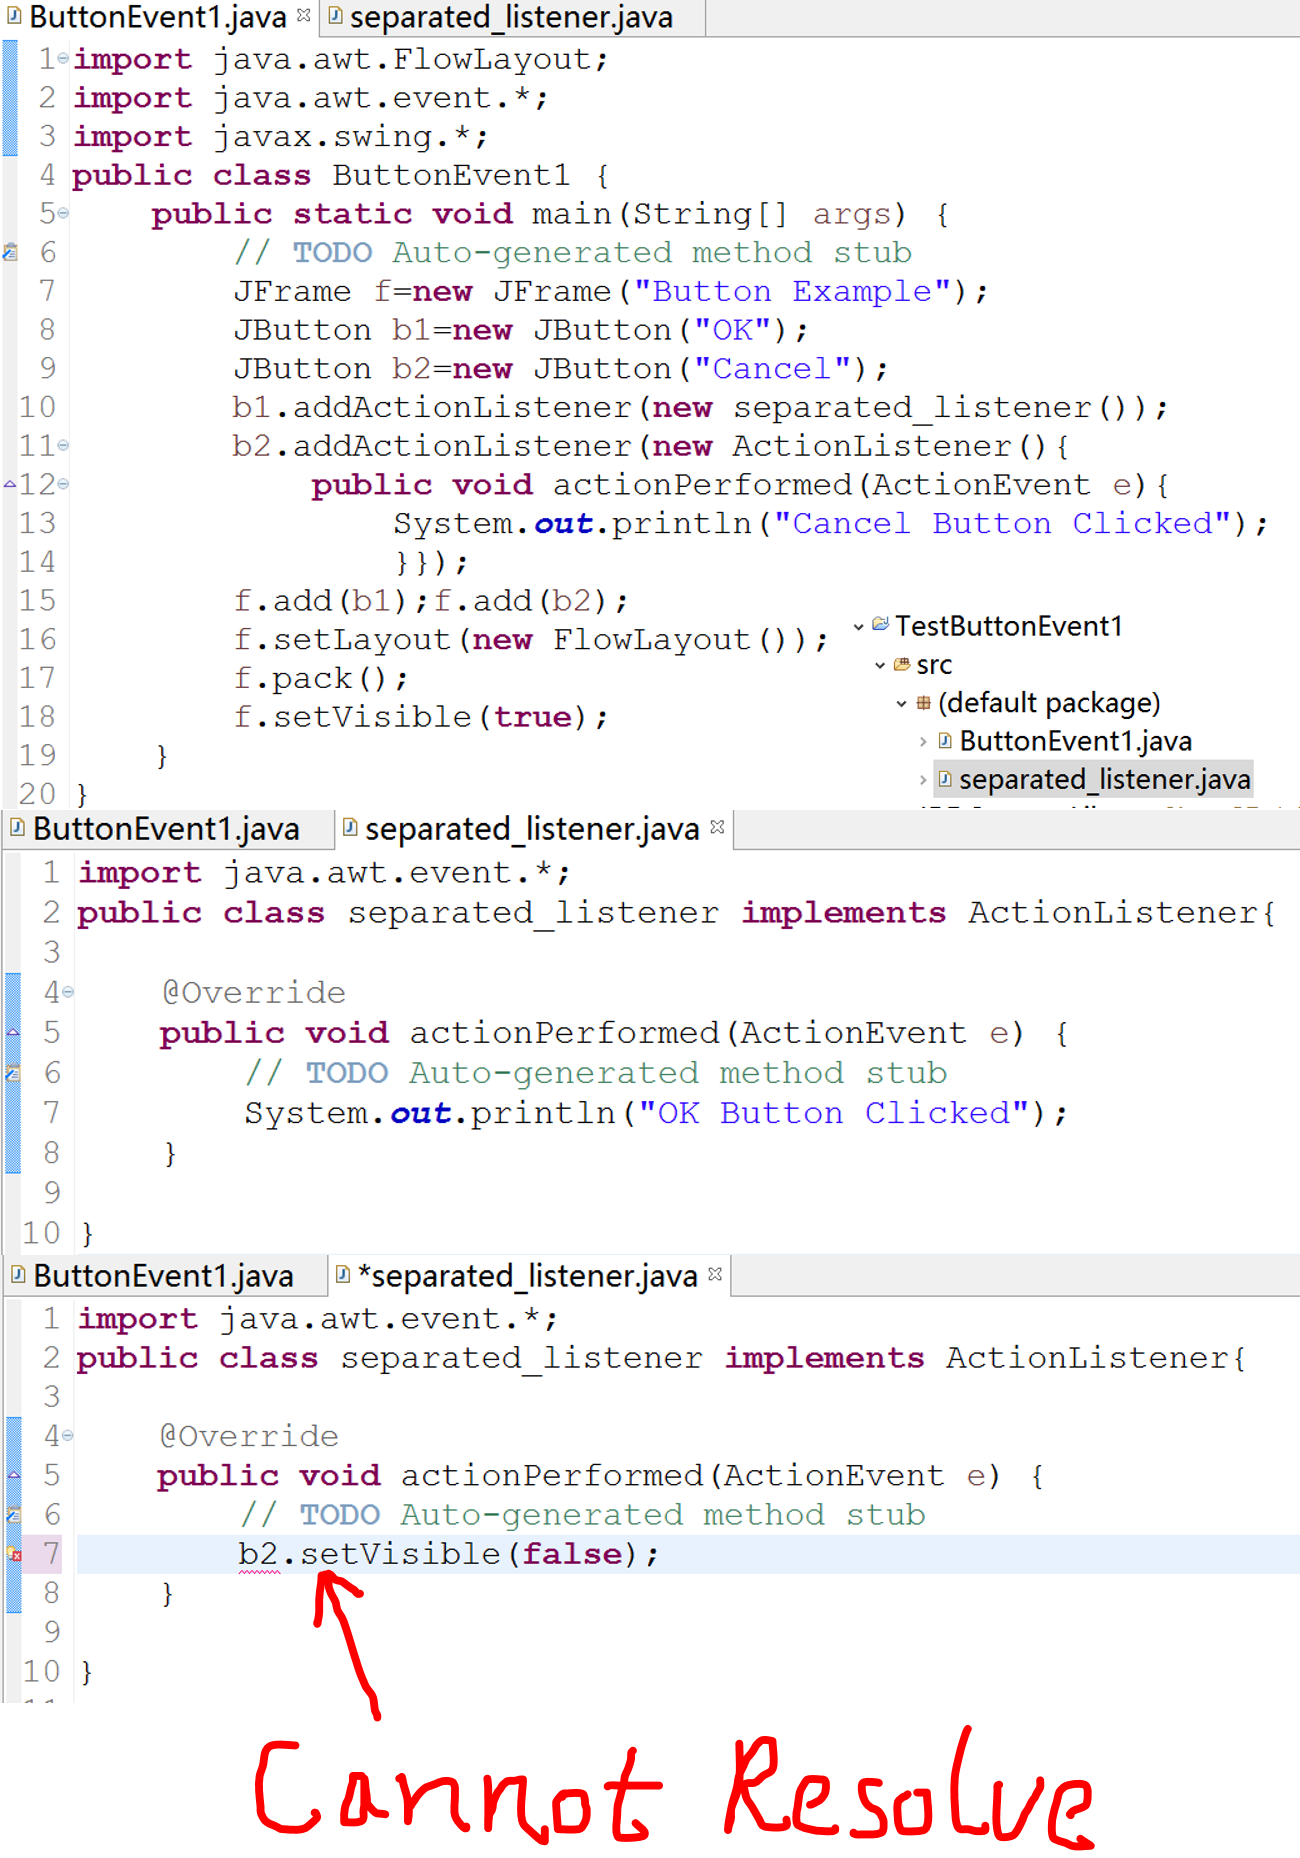 ButtonEvent1.java separated_listener.java
1 import java.awt.FlowLayout;
2 import java.awt.event.*;
3 import javax.swing.*;
4 public class ButtonEvent1 {
5 public static void main(String[] args) {
6 // TODO Auto-generated method stub
7 JFrame f=new JFrame("Button Example");
8 JButton b1=new JButton("OK");
9 JButton b2=new JButton("Cancel");
10 b1.addActionListener(new separated_listener());
11 b2.addActionListener(new ActionListener(){
12 public void actionPerformed(ActionEvent e){
13 System.out.println("Cancel Button Clicked");
14 }});
15 f.add(b1);f.add(b2);
16 f.setLayout(new FlowLayout());
17 f.pack();
18 f.setVisible(true);
19 }
20 }
TestButtonEvent1
src
(default package)
ButtonEvent1.java
separated_listener.java
ButtonEvent1.java separated_listener.java
1 import java.awt.event.*;
2 public class separated_listener implements ActionListener{
3
4 @Override
5 public void actionPerformed(ActionEvent e) {
6 // TODO Auto-generated method stub
7 System.out.println("OK Button Clicked");
8 }
9
10 }
ButtonEvent1.java *separated_listener.java
1 import java.awt.event.*;
2 public class separated_listener implements ActionListener{
3
4 @Override
5 public void actionPerformed(ActionEvent e) {
6 // TODO Auto-generated method stub
7 b2.setVisible(false);
8 }
9
10 }
Cannot Resolve